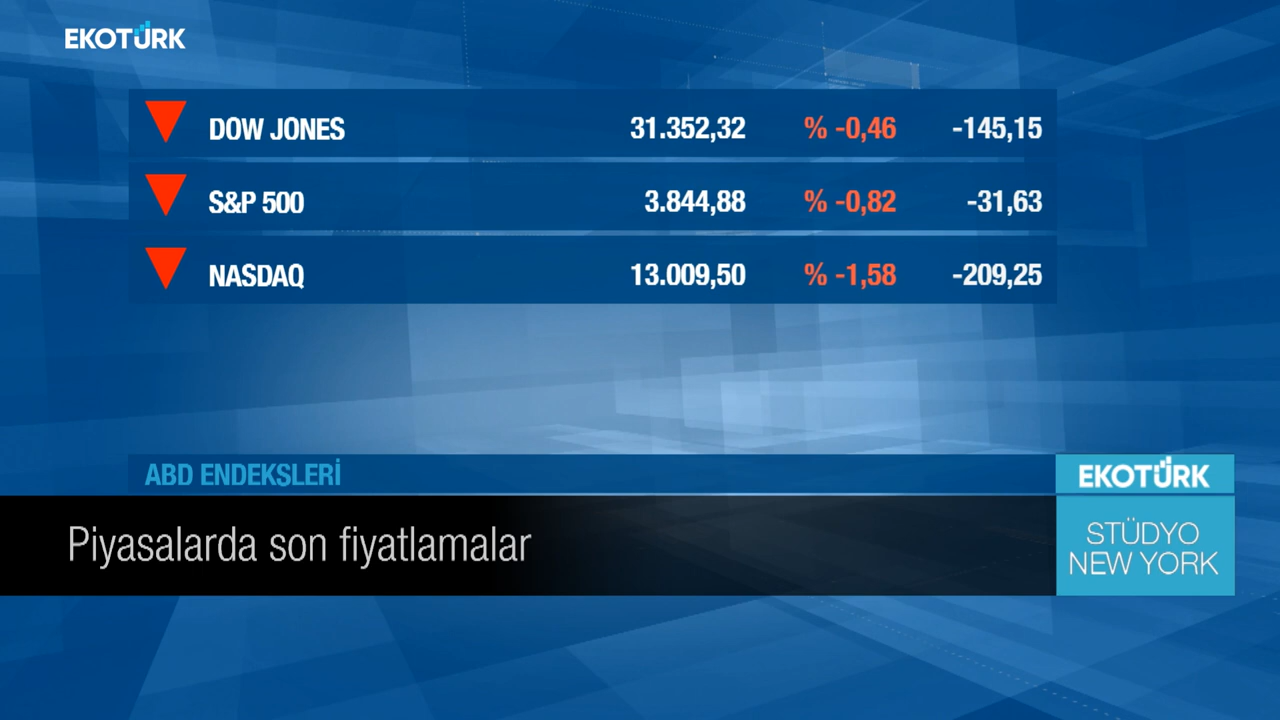 EKOTÜRK
DOW JONES 31.352,32 % -0,46 -145,15
S&P 500 3.844,88 % -0,82 -31,63
NASDAQ 13.009,50 % -1,58 -209,25
ABD ENDEKSLERİ
EKOTÜRK
Piyasalarda son fiyatlamalar
STÜDYO
NEW YORK